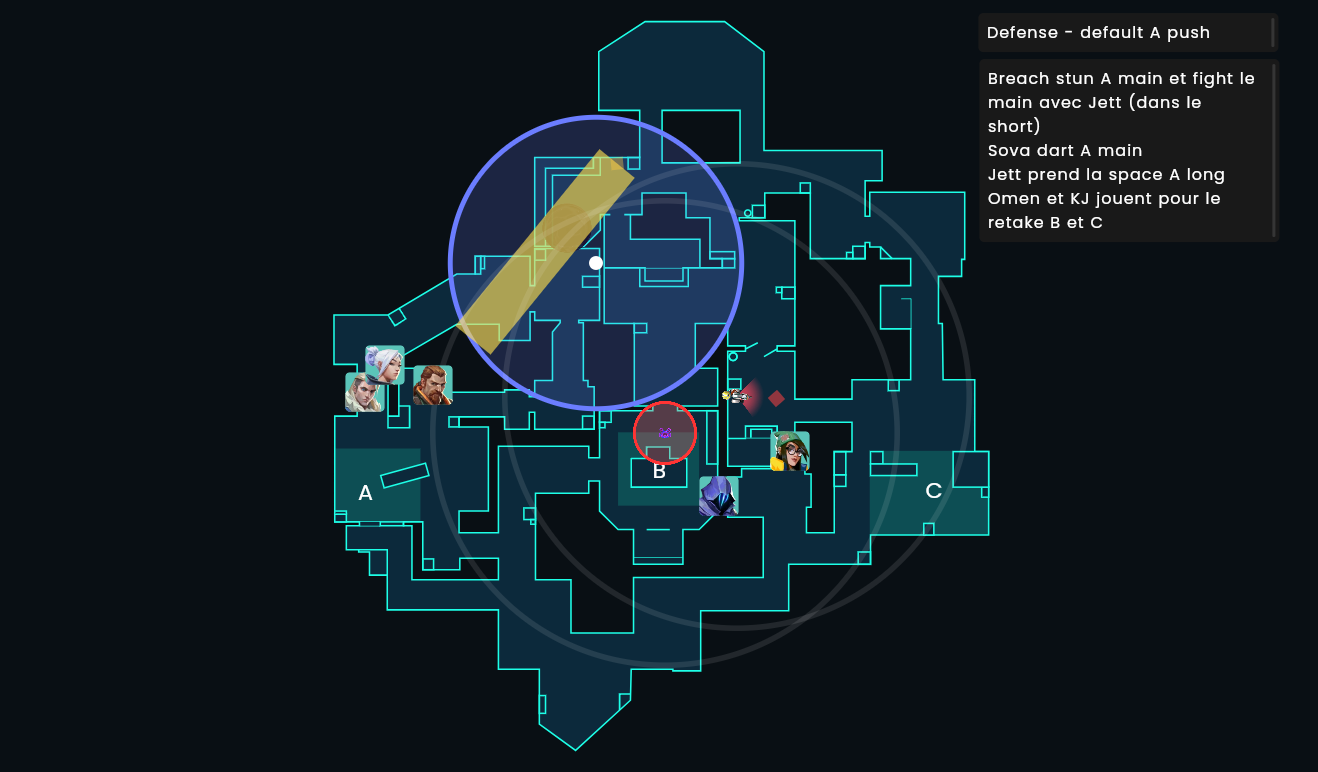 Defense - default A push
Breach stun A main et fight le
main avec Jett (dans le
short)
Sova dart A main
Jett prend la space A long
Omen et KJ jouent pour le
retake B et C
B
A
C